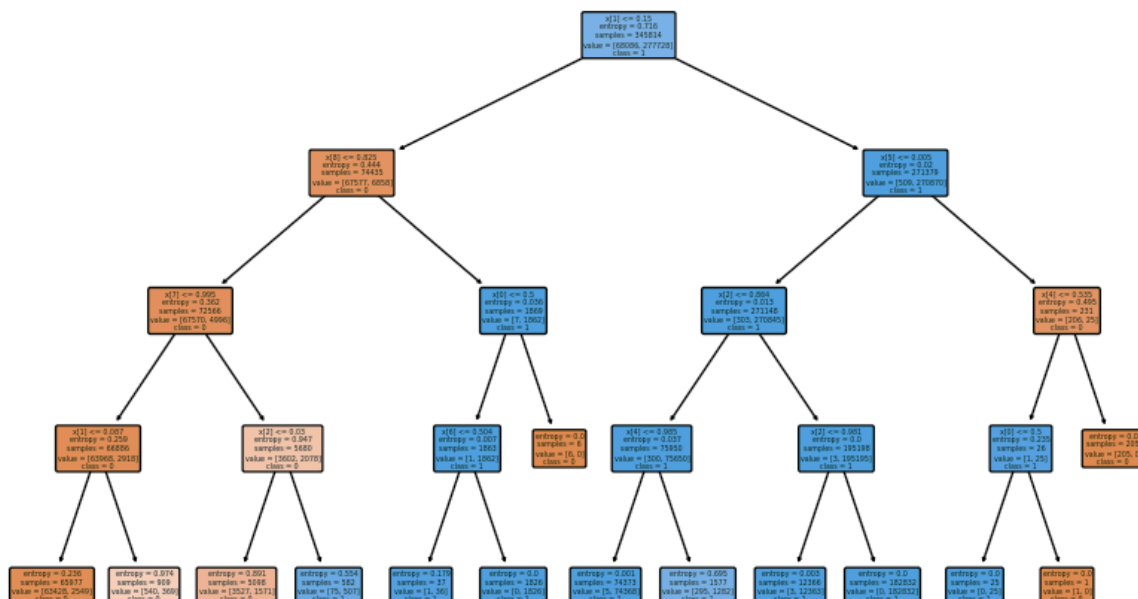 x[1] <= 0.15
entropy = 0.716
samples = 345814
value = [68086, 277728]
class = 1
x[8] <= 0.825
entropy = 0.444
samples = 74435
value = [67577, 6858]
class = 0
x[5] <= 0.005
entropy = 0.02
samples = 271379
value = [509, 270870]
class = 1
x[7] <= 0.995
entropy = 0.362
samples = 72566
value = [67570, 4996]
class = 0
x[0] <= 0.5
entropy = 0.036
samples = 1869
value = [7, 1862]
class = 1
x[2] <= 0.864
entropy = 0.013
samples = 271148
value = [303, 270845]
class = 1
x[4] <= 0.535
entropy = 0.495
samples = 231
value = [206, 25]
class = 0
x[1] <= 0.087
entropy = 0.259
samples = 66886
value = [63968, 2918]
class = 0
x[2] <= 0.03
entropy = 0.947
samples = 5680
value = [3602, 2078]
class = 0
x[6] <= 0.504
entropy = 0.007
samples = 1863
value = [1, 1862]
class = 1
entropy = 0.0
samples = 6
value = [6, 0]
class = 0
x[4] <= 0.985
entropy = 0.037
samples = 75950
value = [300, 75650]
class = 1
x[2] <= 0.981
entropy = 0.0
samples = 195198
value = [3, 195195]
class = 1
x[0] <= 0.5
entropy = 0.235
samples = 26
value = [1, 25]
class = 1
entropy = 0.0
samples = 205
value = [205, 0
class = 0
entropy = 0.236
samples = 65977
value = [63428, 2549]
entropy = 0.974
samples = 909
value = [540, 369]
entropy = 0.891
samples = 5098
value = [3527, 1571]
entropy = 0.554
samples = 582
value = [75, 507]
entropy = 0.179
samples = 37
value = [1, 36]
entropy = 0.0
samples = 1826
value = [0, 1826]
entropy = 0.001
samples = 74373
value = [5, 74368]
entropy = 0.695
samples = 1577
value = [295, 1282]
entropy = 0.003
samples = 12366
value = [3, 12363]
entropy = 0.0
samples = 182832
value = [0, 182832]
entropy = 0.0
samples = 25
value = [0, 25]
entropy = 0.0
samples = 1
value = [1, 0]